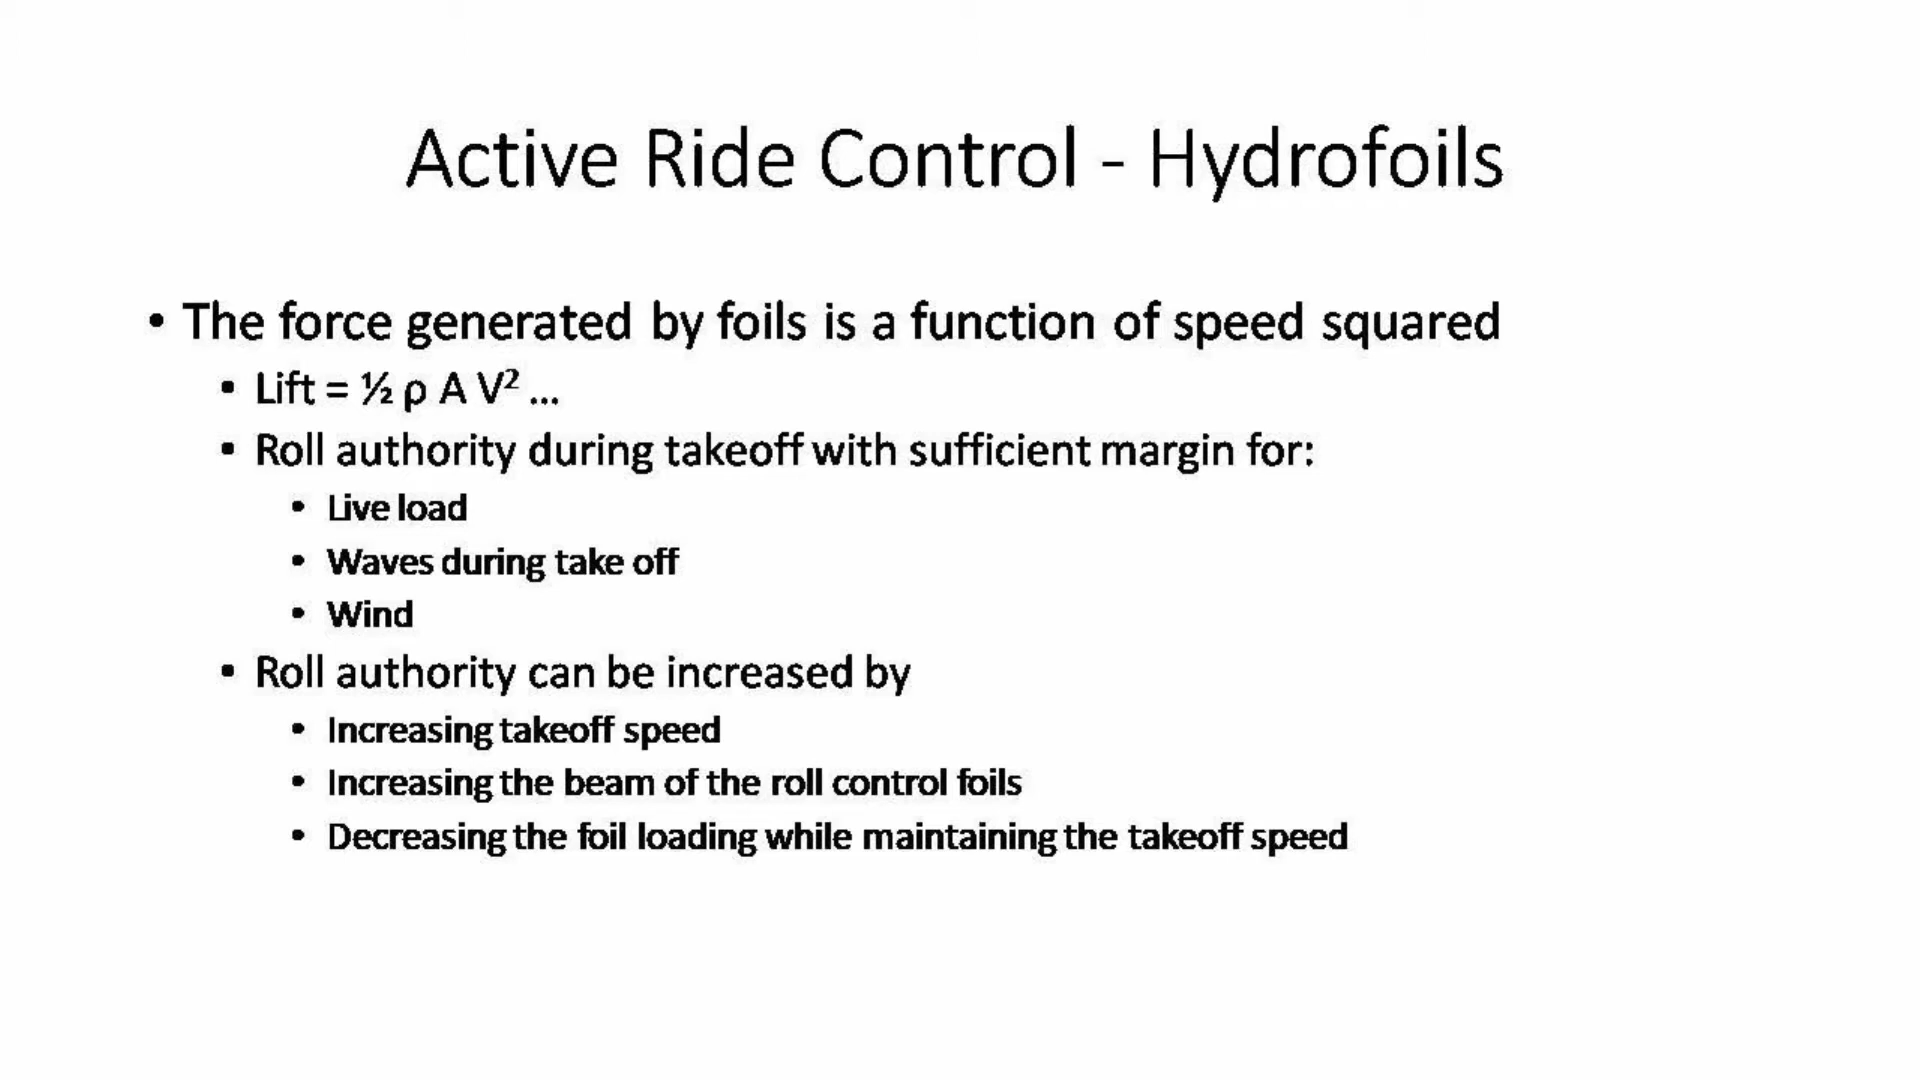 Active Ride Control - Hydrofoils
• The force generated by foils is a function of speed squared
• Lift = ½ ρ A V² ...
• Roll authority during takeoff with sufficient margin for:
• Live load
• Waves during take off
• Wind
• Roll authority can be increased by
• Increasing takeoff speed
• Increasing the beam of the roll control foils
• Decreasing the foil loading while maintaining the takeoff speed